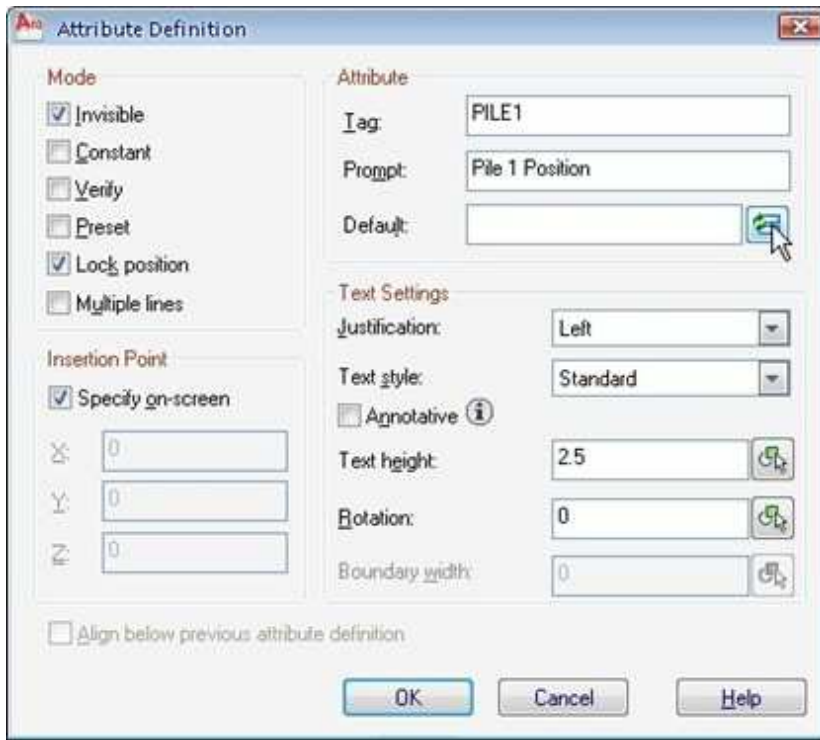 Attribute Definition
Mode
Invisible
Constant
Verify
Preset
Lock position
Multiple lines
Insertion Point
Specify on-screen
X: 0
Y: 0
Z: 0
Attribute
Tag: PILE1
Prompt: Pile 1 Position
Default:
Text Settings
Justification: Left
Text style: Standard
Annotative
Text height: 2.5
Rotation: 0
Boundary width: 0
Align below previous attribute definition
OK Cancel Help